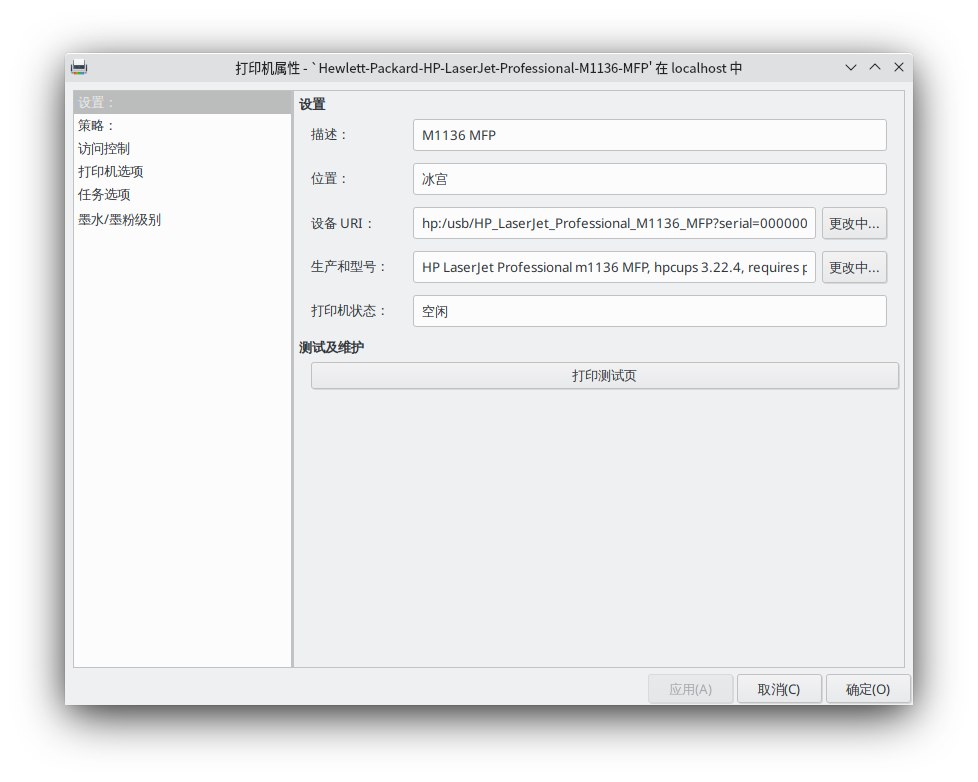 打印机属性 - `Hewlett-Packard-HP-LaserJet-Professional-M1136-MFP' 在 localhost 中
设置：
策略：
访问控制
打印机选项
任务选项
墨水/墨粉级别
设置
描述： M1136 MFP
位置： 冰宫
设备 URI： hp:/usb/HP_LaserJet_Professional_M1136_MFP?serial=000000 更改中...
生产和型号： HP LaserJet Professional m1136 MFP, hpcups 3.22.4, requires p 更改中...
打印机状态： 空闲
测试及维护
打印测试页
应用(A) 取消(C) 确定(O)